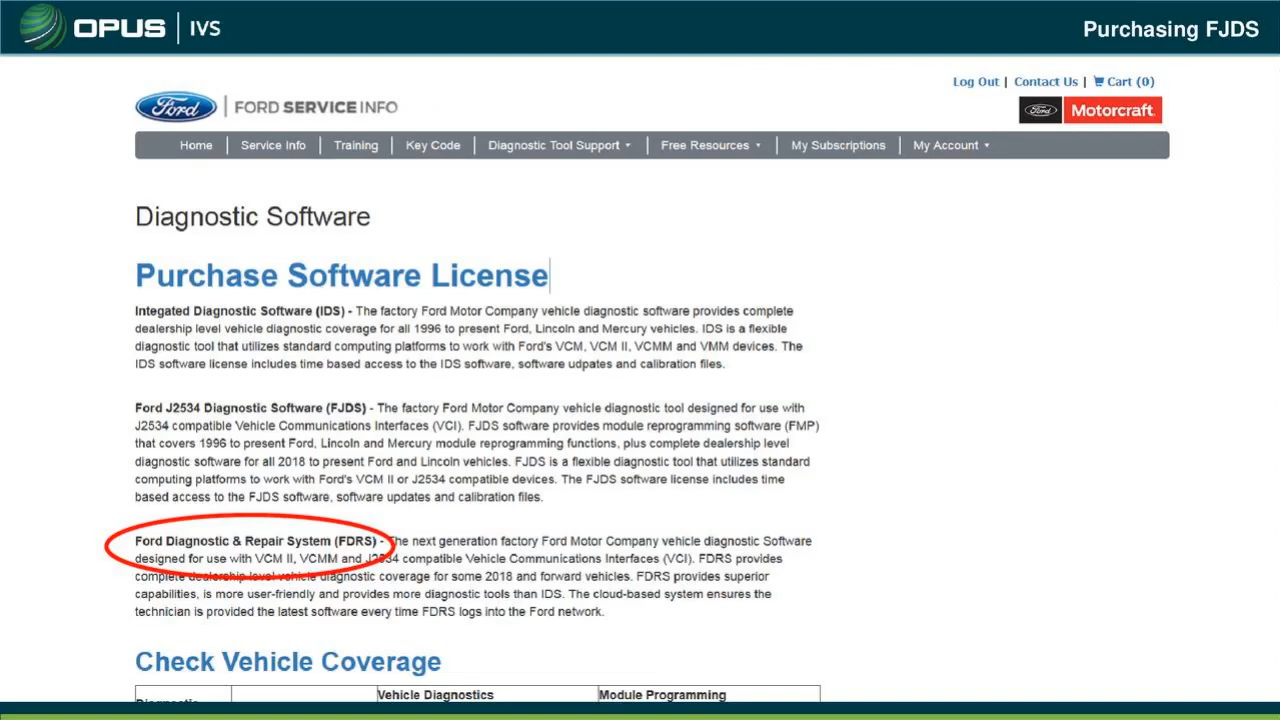 OPUS IVS
Purchasing FJDS
Log Out | Contact Us | Cart (0)
Ford FORD SERVICE INFO
Ford Motorcraft
Home Service Info Training Key Code Diagnostic Tool Support Free Resources My Subscriptions My Account
Diagnostic Software
Purchase Software License
Integated Diagnostic Software (IDS) - The factory Ford Motor Company vehicle diagnostic software provides complete
dealership level vehicle diagnostic coverage for all 1996 to present Ford, Lincoln and Mercury vehicles. IDS is a flexible
diagnostic tool that utilizes standard computing platforms to work with Ford's VCM, VCM II, VCMM and VMM devices. The
IDS software license includes time based access to the IDS software, software udpates and calibration files.
Ford J2534 Diagnostic Software (FJDS) - The factory Ford Motor Company vehicle diagnostic tool designed for use with
J2534 compatible Vehicle Communications Interfaces (VCI). FJDS software provides module reprogramming software (FMP)
that covers 1996 to present Ford, Lincoln and Mercury module reprogramming functions, plus complete dealership level
diagnostic software for all 2018 to present Ford and Lincoln vehicles. FJDS is a flexible diagnostic tool that utilizes standard
computing platforms to work with Ford's VCM II or J2534 compatible devices. The FJDS software license includes time
based access to the FJDS software, software updates and calibration files.
Ford Diagnostic & Repair System (FDRS) - The next generation factory Ford Motor Company vehicle diagnostic Software
designed for use with VCM II, VCMM and J2534 compatible Vehicle Communications Interfaces (VCI). FDRS provides
complete dealership level vehicle diagnostic coverage for some 2018 and forward vehicles. FDRS provides superior
capabilities, is more user-friendly and provides more diagnostic tools than IDS. The cloud-based system ensures the
technician is provided the latest software every time FDRS logs into the Ford network.
Check Vehicle Coverage
Vehicle Diagnostics Module Programming
Diagnostic